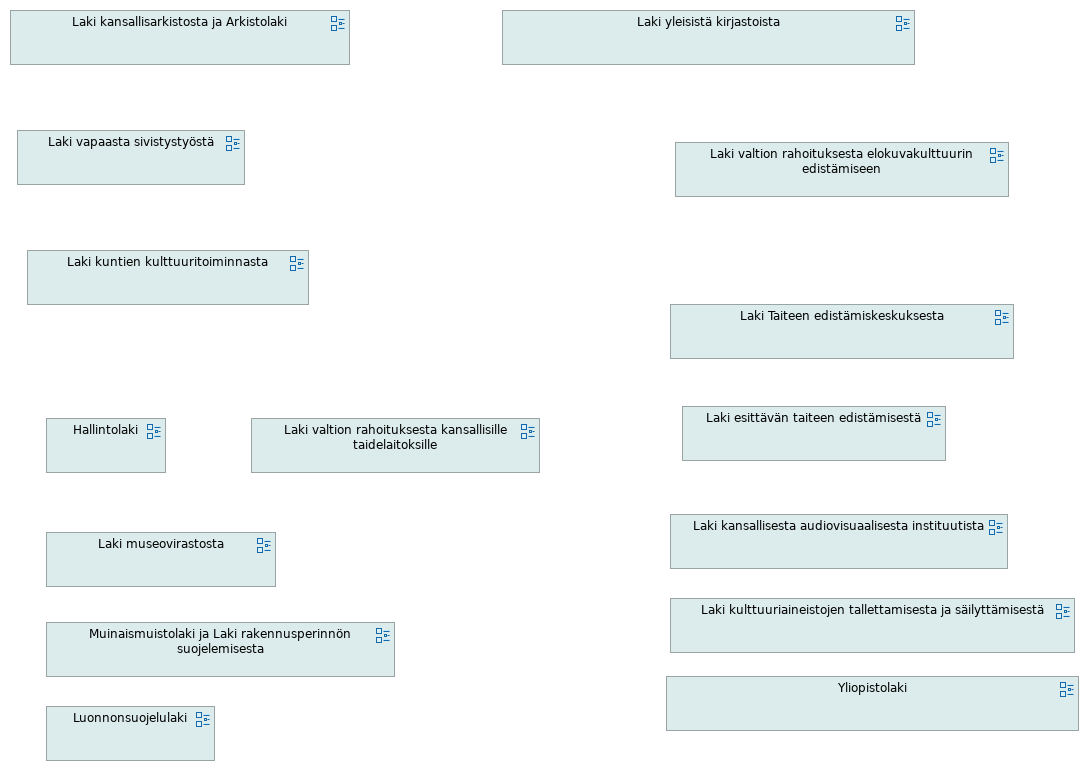 Laki kansallisarkistosta ja Arkistolaki
Laki yleisistä kirjastoista
Laki vapaasta sivistystyöstä
Laki valtion rahoituksesta elokuvakulttuurin
edistämiseen
Laki kuntien kulttuuritoiminnasta
Laki Taiteen edistämiskeskuksesta
Hallintolaki
Laki valtion rahoituksesta kansallisille
taidelaitoksille
Laki esittävän taiteen edistämisestä
Laki museovirastosta
Laki kansallisesta audiovisuaalisesta instituutista
Muinaismuistolaki ja Laki rakennusperinnön
suojelemisesta
Laki kulttuuriaineistojen tallettamisesta ja säilyttämisestä
Luonnonsuojelulaki
Yliopistolaki